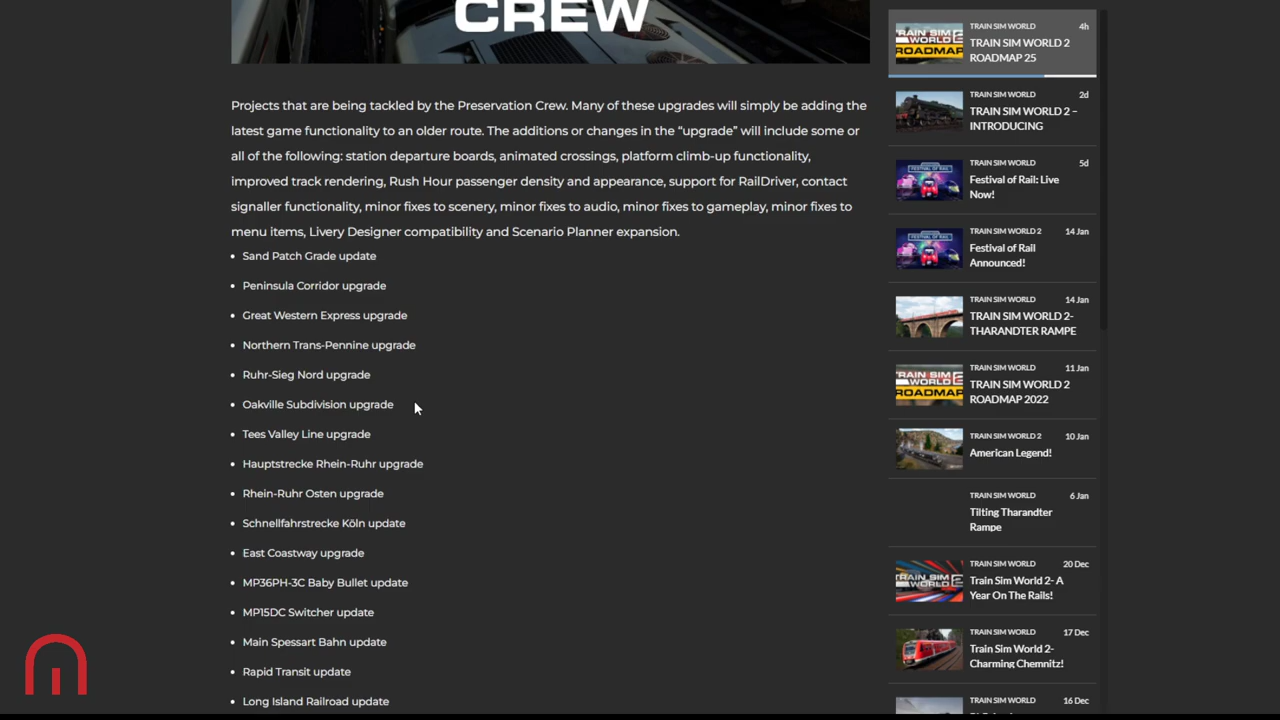 CREW
Projects that are being tackled by the Preservation Crew. Many of these upgrades will simply be adding the
latest game functionality to an older route. The additions or changes in the “upgrade” will include some or
all of the following: station departure boards, animated crossings, platform climb-up functionality,
improved track rendering, Rush Hour passenger density and appearance, support for RailDriver, contact
signaller functionality, minor fixes to scenery, minor fixes to audio, minor fixes to gameplay, minor fixes to
menu items, Livery Designer compatibility and Scenario Planner expansion.
Sand Patch Grade update
Peninsula Corridor upgrade
Great Western Express upgrade
Northern Trans-Pennine upgrade
Ruhr-Sieg Nord upgrade
Oakville Subdivision upgrade
Tees Valley Line upgrade
Hauptstrecke Rhein-Ruhr upgrade
Rhein-Ruhr Osten upgrade
Schnellfahrstrecke Köln update
East Coastway upgrade
MP36PH-3C Baby Bullet update
MP15DC Switcher update
Main Spessart Bahn update
Rapid Transit update
Long Island Railroad update
TRAIN SIM WORLD 4h
TRAIN SIM WORLD 2
ROADMAP 25
TRAIN SIM
ROADMAP
TRAIN SIM WORLD 2d
TRAIN SIM WORLD 2 –
INTRODUCING
TRAIN SIM WORLD 5d
Festival of Rail: Live
Now!
TRAIN SIM WORLD 2 14 Jan
Festival of Rail
Announced!
TRAIN SIM WORLD 14 Jan
TRAIN SIM WORLD 2-
THARANDTER RAMPE
TRAIN SIM WORLD 11 Jan
TRAIN SIM WORLD 2
ROADMAP 2022
RAIN SIM
ROADMAP
TRAIN SIM WORLD 2 10 Jan
American Legend!
TRAIN SIM WORLD 6 Jan
Tilting Tharandter
Rampe
TRAIN SIM WORLD 20 Dec
Train Sim World 2- A
Year On The Rails!
TRAIN SIM WORLD 17 Dec
Train Sim World 2-
Charming Chemnitz!
TRAIN SIM WORLD 16 Dec